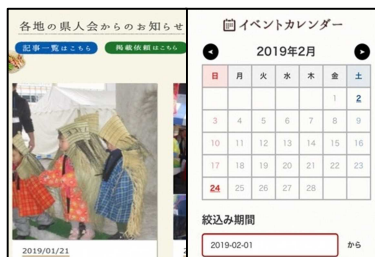 各地の県人会からのお知らせ
記事一覧はこちら
掲載依頼はこちら
2019/01/21
イベントカレンダー
2019年2月
日 月 火 水 木 金 土
1 2
3 4 5 6 7 8 9
10 11 12 13 14 15 16
17 18 19 20 21 22 23
24 25 26 27 28
絞込み期間
2019-02-01 から